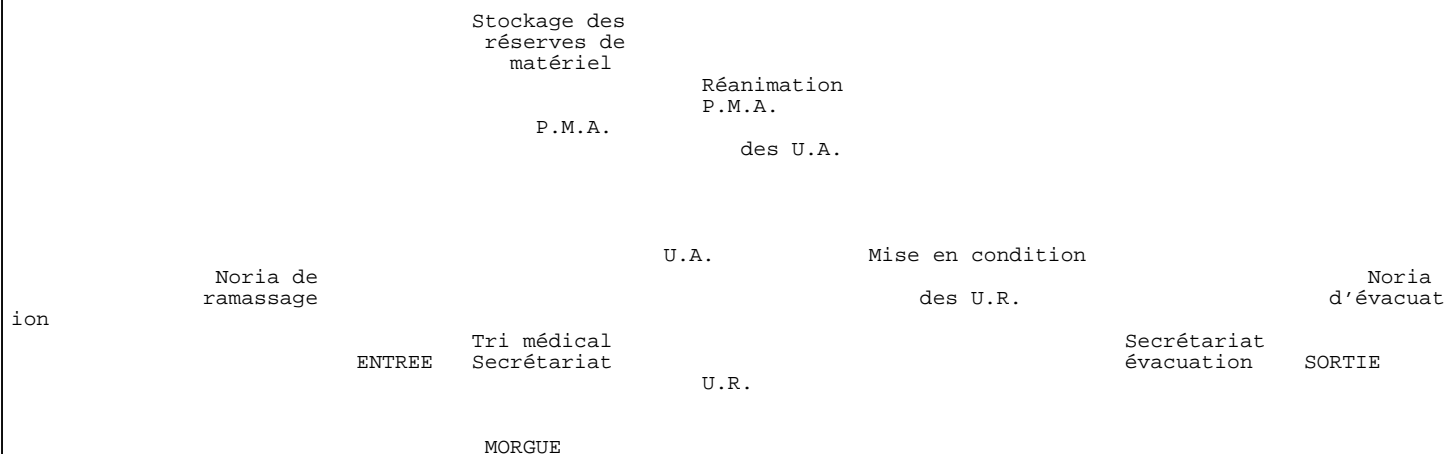 Stockage des
réserves de
matériel
Réanimation
P.M.A.
P.M.A.
des U.A.
U.A. Mise en condition
Noria de Noria
ramassage des U.R. d'évacuat
ion
Tri médical Secrétariat
ENTREE Secrétariat évacuation SORTIE
U.R.
MORGUE